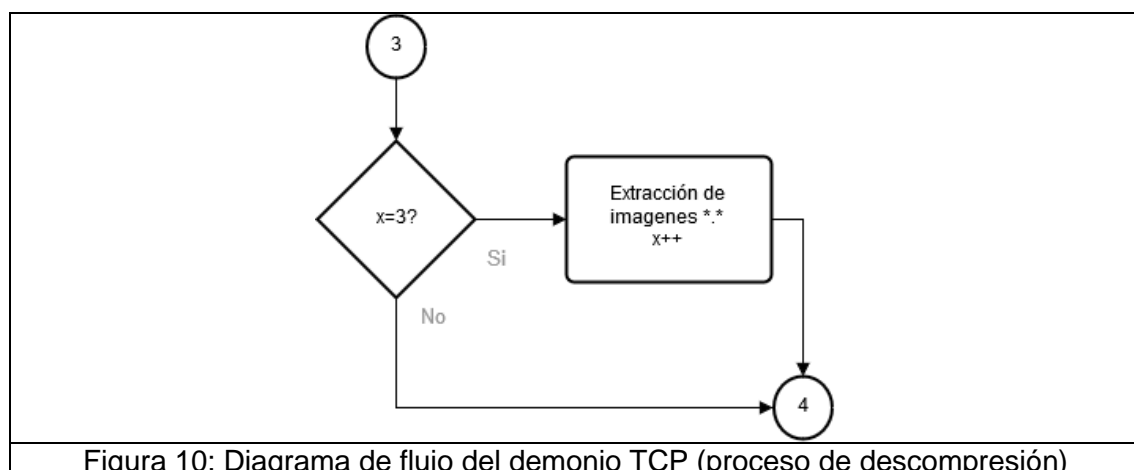 3
x=3?
Si
No
Extracción de
imagenes *.*
x++
4
Figura 10: Diagrama de flujo del demonio TCP (proceso de descompresión)